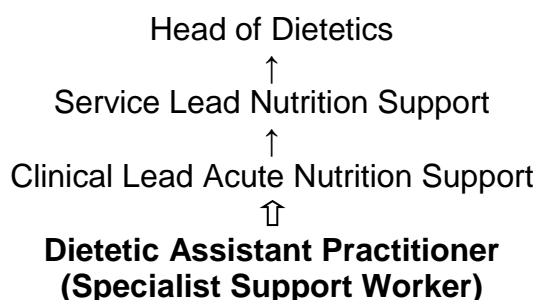 Head of Dietetics
↑
Service Lead Nutrition Support
↑
Clinical Lead Acute Nutrition Support
⇧
Dietetic Assistant Practitioner
(Specialist Support Worker)